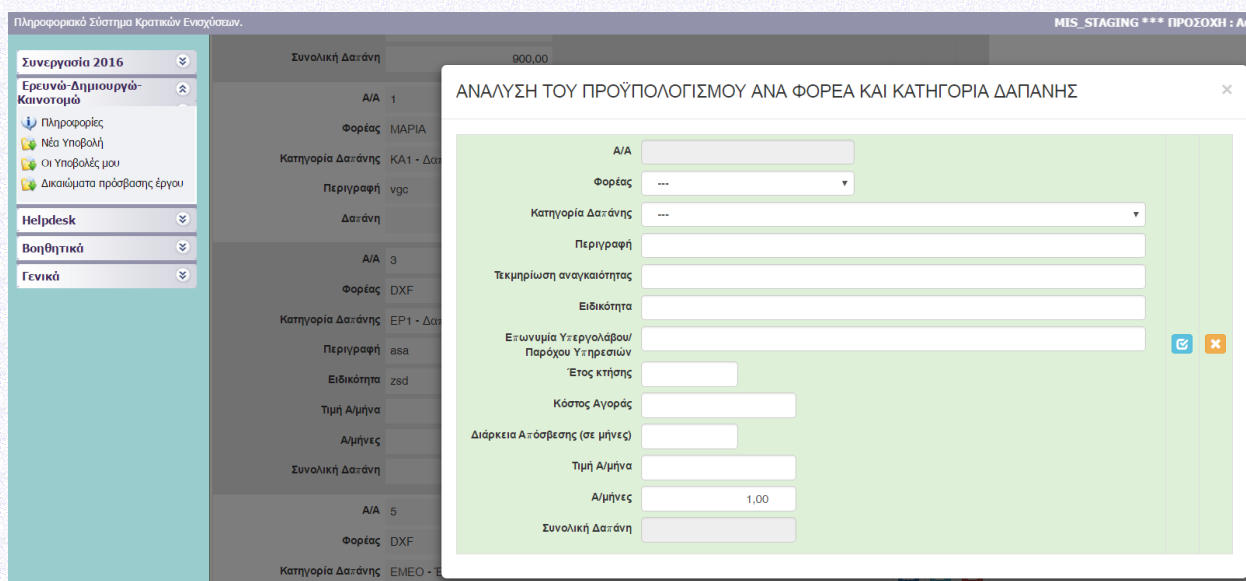 Πληροφοριακό Σύστημα Κρατικών Ενισχύσεων.
MIS_STAGING *** ΠΡΟΣΟΧΗ :
Συνεργασία 2016
Ερευνώ-Δημιουργώ-
Καινοτομώ
Πληροφορίες
Νέα Υποβολή
Οι Υποβολές μου
Δικαιώματα πρόσβασης έργου
Helpdesk
Βοηθητικά
Γενικά
Συνολική Δαπάνη 900,00
Α/Α 1
Φορέας ΜΑΡΙΑ
Κατηγορία Δαπάνης ΚΑ1 -
Περιγραφή vgc
Δαπάνη
Α/Α 3
Φορέας DXF
Κατηγορία Δαπάνης ΕΡ1 -
Περιγραφή asa
Ειδικότητα zsd
Τιμή Α/μήνα
Α/μήνες
Συνολική Δαπάνη
Α/Α 5
Φορέας DXF
Κατηγορία Δαπάνης ΕΜΕΟ -
ΑΝΑΛΥΣΗ ΤΟΥ ΠΡΟΫΠΟΛΟΓΙΣΜΟΥ ΑΝΑ ΦΟΡΕΑ ΚΑΙ ΚΑΤΗΓΟΡΙΑ ΔΑΠΑΝΗΣ ×
Α/Α
Φορέας ---
Κατηγορία Δαπάνης ---
Περιγραφή
Τεκμηρίωση αναγκαιότητας
Ειδικότητα
Επωνυμία Υπεργολάβου/
Παρόχου Υπηρεσιών
Έτος κτήσης
Κόστος Αγοράς
Διάρκεια Απόσβεσης (σε μήνες)
Τιμή Α/μήνα
Α/μήνες 1,00
Συνολική Δαπάνη